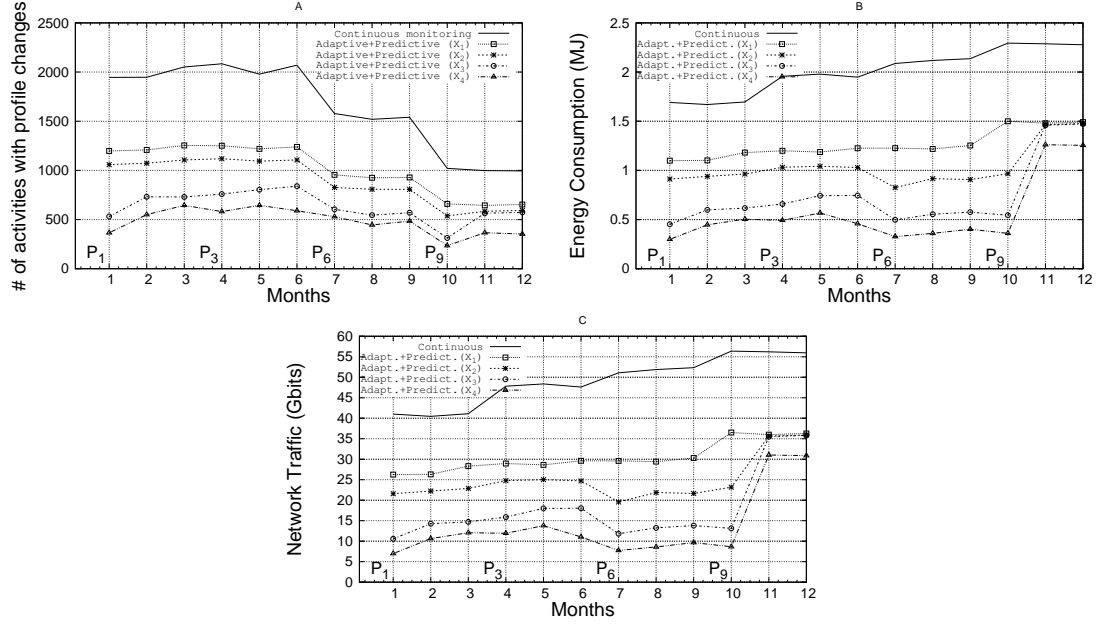 A
# of activities with profile changes
2500
2000
1500
1000
500
0
Continuous monitoring
Adaptive+Predictive (X1)
Adaptive+Predictive (X2)
Adaptive+Predictive (X3)
Adaptive+Predictive (X4)
P1 P3 P6 P9
1 2 3 4 5 6 7 8 9 10 11 12
Months
B
Energy Consumption (MJ)
2.5
2
1.5
1
0.5
0
Continuous
Adapt.+Predict.(X1)
Adapt.+Predict.(X2)
Adapt.+Predict.(X3)
Adapt.+Predict.(X4)
P1 P3 P6 P9
1 2 3 4 5 6 7 8 9 10 11 12
Months
C
Network Traffic (Gbits)
60
55
50
45
40
35
30
25
20
15
10
5
0
Continuous
Adapt.+Predict.(X1)
Adapt.+Predict.(X2)
Adapt.+Predict.(X3)
Adapt.+Predict.(X4)
P1 P3 P6 P9
1 2 3 4 5 6 7 8 9 10 11 12
Months